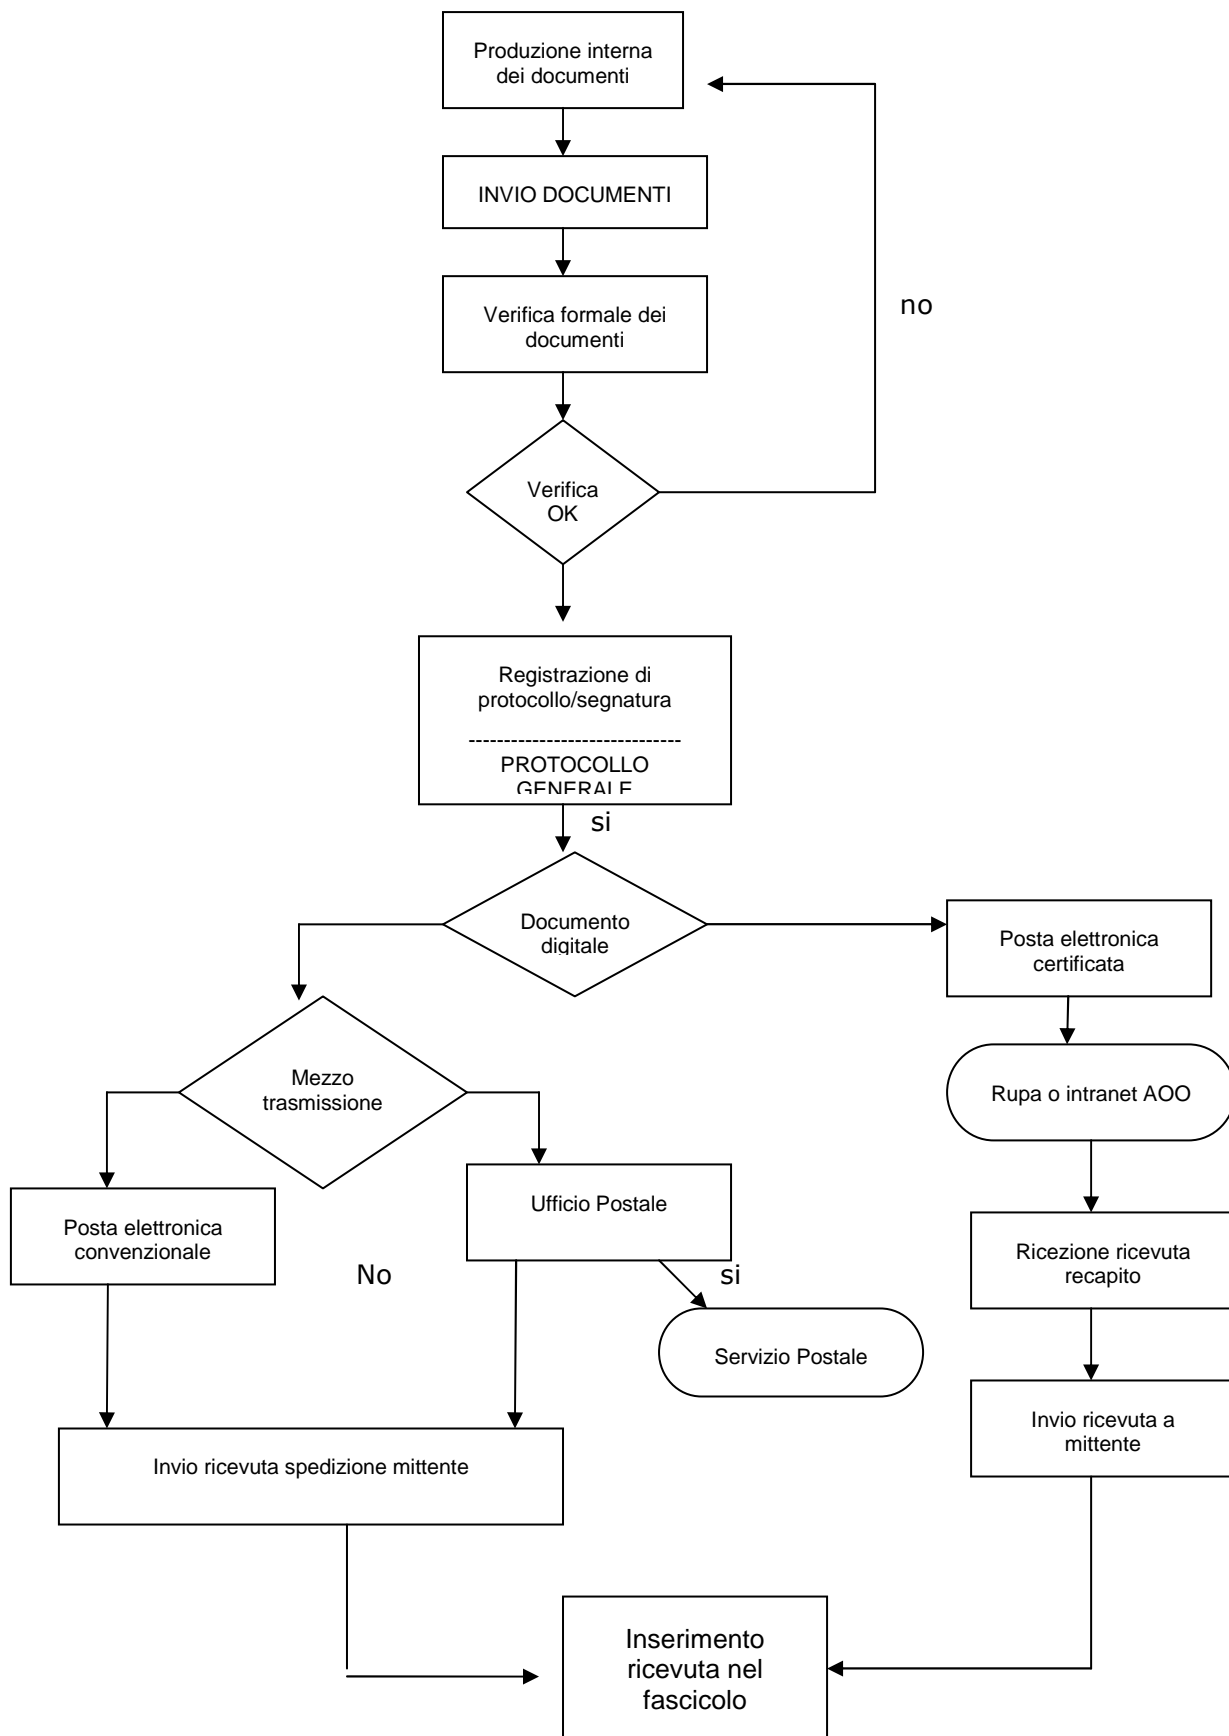 Produzione interna
dei documenti
INVIO DOCUMENTI
Verifica formale dei
documenti
no
Verifica
OK
Registrazione di
protocollo/segnatura
------------------------------
PROTOCOLLO
GENERALE
si
Documento
digitale
Posta elettronica
certificata
Mezzo
trasmissione
Rupa o intranet AOO
Posta elettronica
convenzionale
Ufficio Postale
Ricezione ricevuta
recapito
No
si
Servizio Postale
Invio ricevuta a
mittente
Invio ricevuta spedizione mittente
Inserimento
ricevuta nel
fascicolo